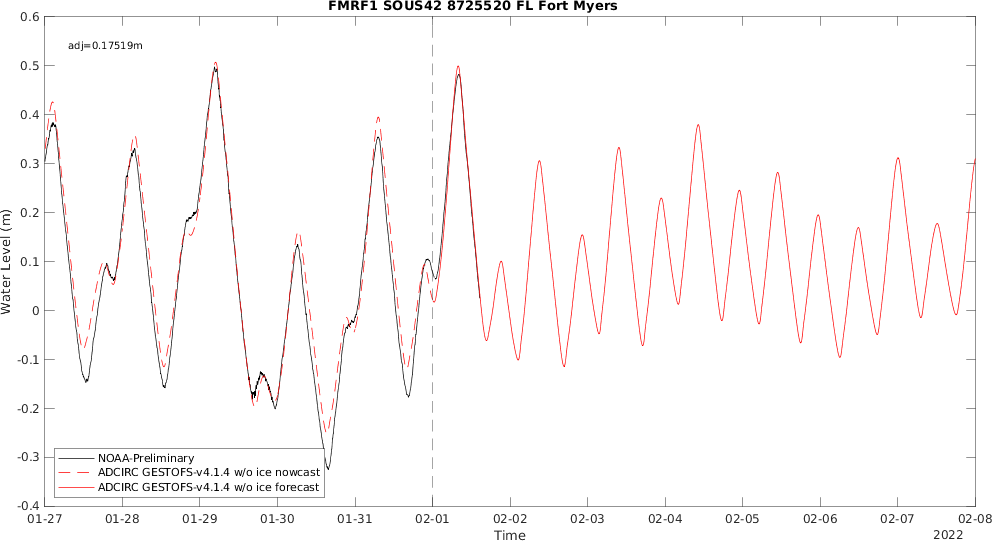 FMRF1 SOUS42 8725520 FL Fort Myers
adj=0.17519m
0.6
0.5
0.4
0.3
0.2
0.1
0
-0.1
-0.2
-0.3
-0.4
Water Level (m)
NOAA-Preliminary
ADCIRC GESTOFS-v4.1.4 w/o ice nowcast
ADCIRC GESTOFS-v4.1.4 w/o ice forecast
01-27 01-28 01-29 01-30 01-31 02-01 02-02 02-03 02-04 02-05 02-06 02-07 02-08
Time
2022